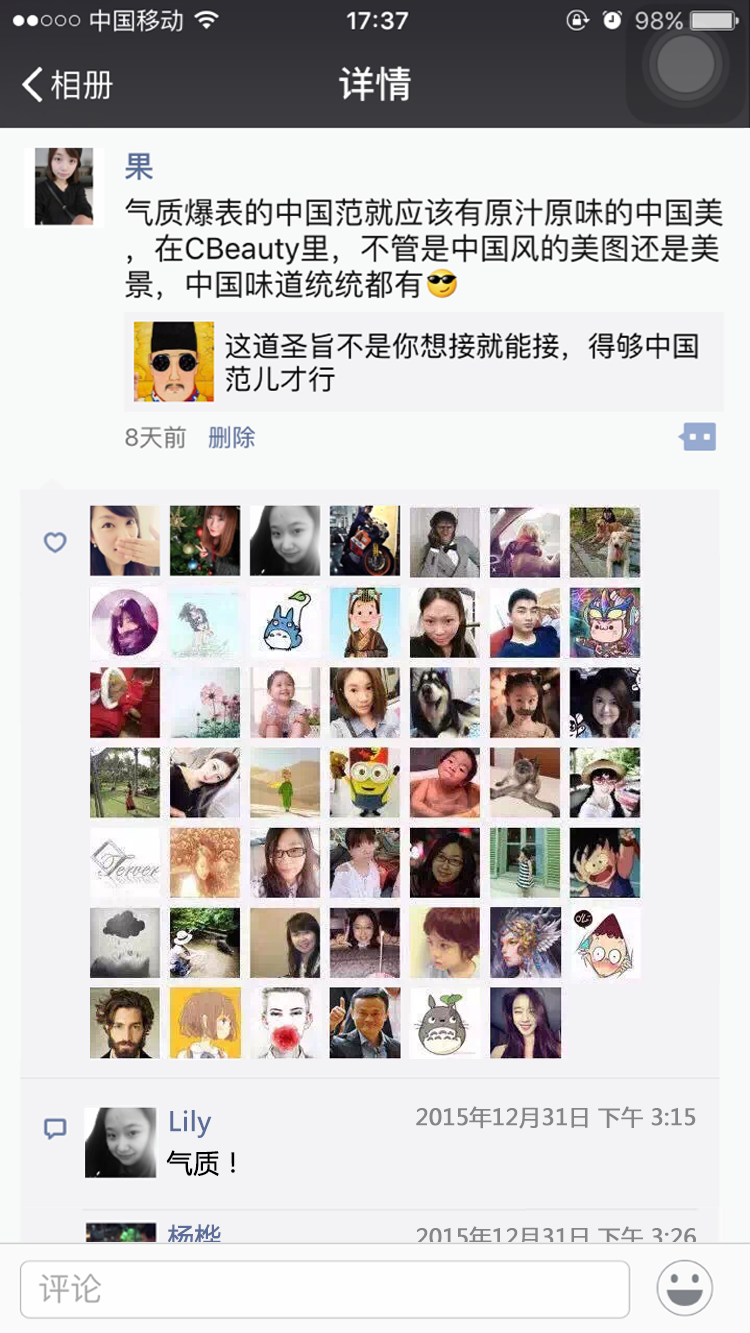 中国移动 17:37 98%
相册 详情
果
气质爆表的中国范就应该有原汁原味的中国美
，在CBeauty里，不管是中国风的美图还是美
景，中国味道统统都有😎
这道圣旨不是你想接就能接，得够中国
范儿才行
8天前 删除
Lily 2015年12月31日 下午 3:15
气质！
杨桦 2015年12月31日 下午 3:26
评论